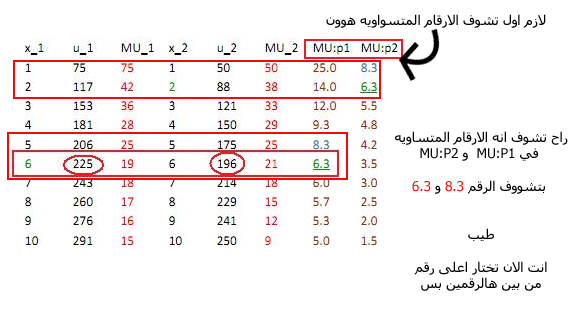 لازم اول تشوف الارقام المتساويه هوون
x_1 u_1 MU_1 x_2 u_2 MU_2 MU:p1 MU:p2
1 75 75 1 50 50 25.0 8.3
2 117 42 2 88 38 14.0 6.3
3 153 36 3 121 33 12.0 5.5
4 181 28 4 150 29 9.3 4.8
5 206 25 5 175 25 8.3 4.2
6 225 19 6 196 21 6.3 3.5
7 243 18 7 214 18 6.0 3.0
8 260 17 8 229 15 5.7 2.5
9 276 16 9 241 12 5.3 2.0
10 291 15 10 250 9 5.0 1.5
راح تشوف انه الارقام المتساويه
في MU:P1 و MU:P2
بتشووف الرقم 8.3 و 6.3
طيب
انت الان تختار اعلى رقم
من بين هالرقمين بس